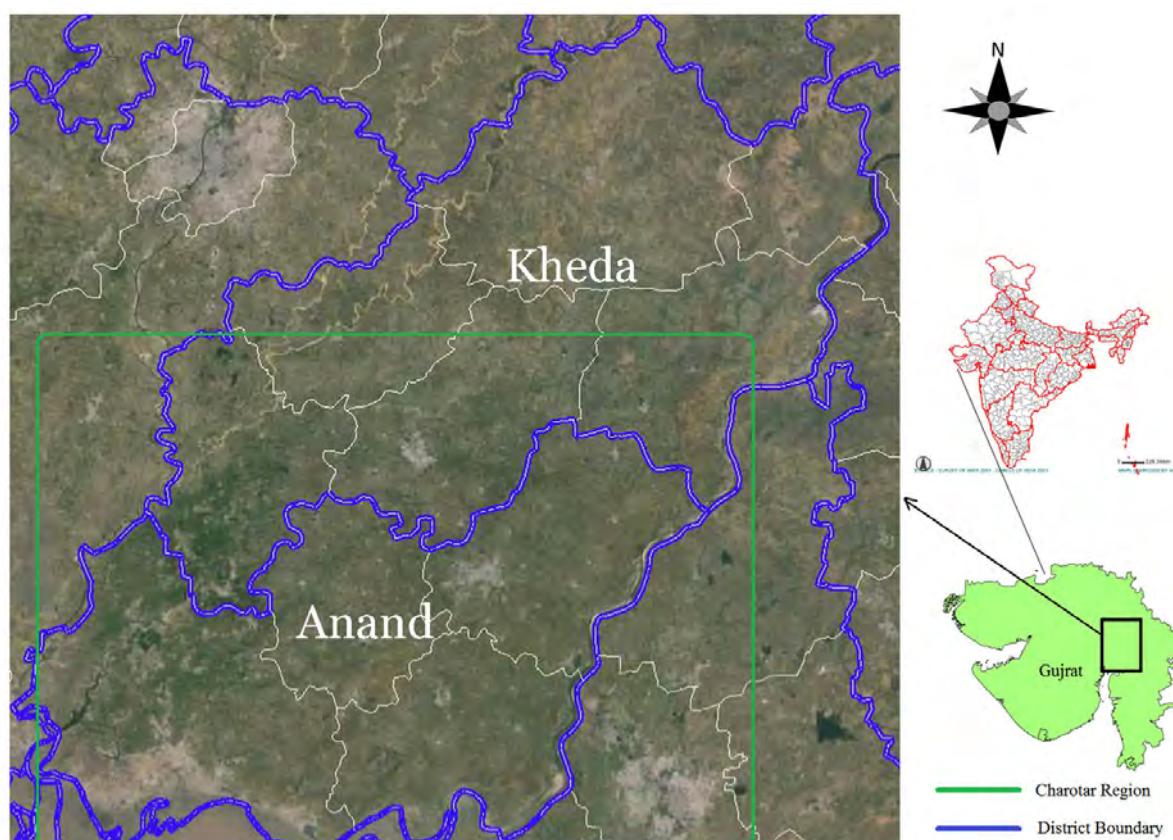 N
Kheda
Anand
Gujrat
Charotar Region
District Boundary